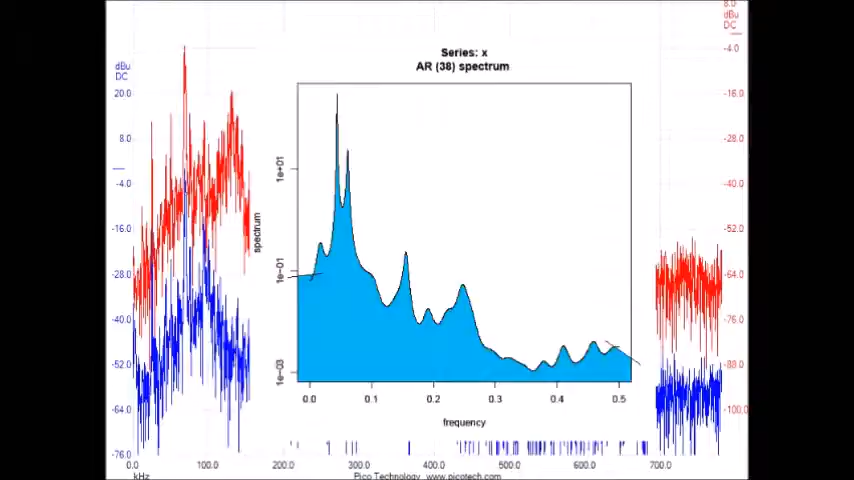 8.0
dBu
DC
-4.0
-16.0
-28.0
-40.0
-52.0
-64.0
-76.0
-88.0
-100.0
dBu
DC
20.0
8.0
-4.0
-16.0
-28.0
-40.0
-52.0
-64.0
-76.0
Series: x
AR (38) spectrum
spectrum
1e+01
1e-01
1e-03
0.0 0.1 0.2 0.3 0.4 0.5
frequency
0.0 100.0 200.0 300.0 400.0 500.0 600.0 700.0
kHz
Pico Technology www.picotech.com